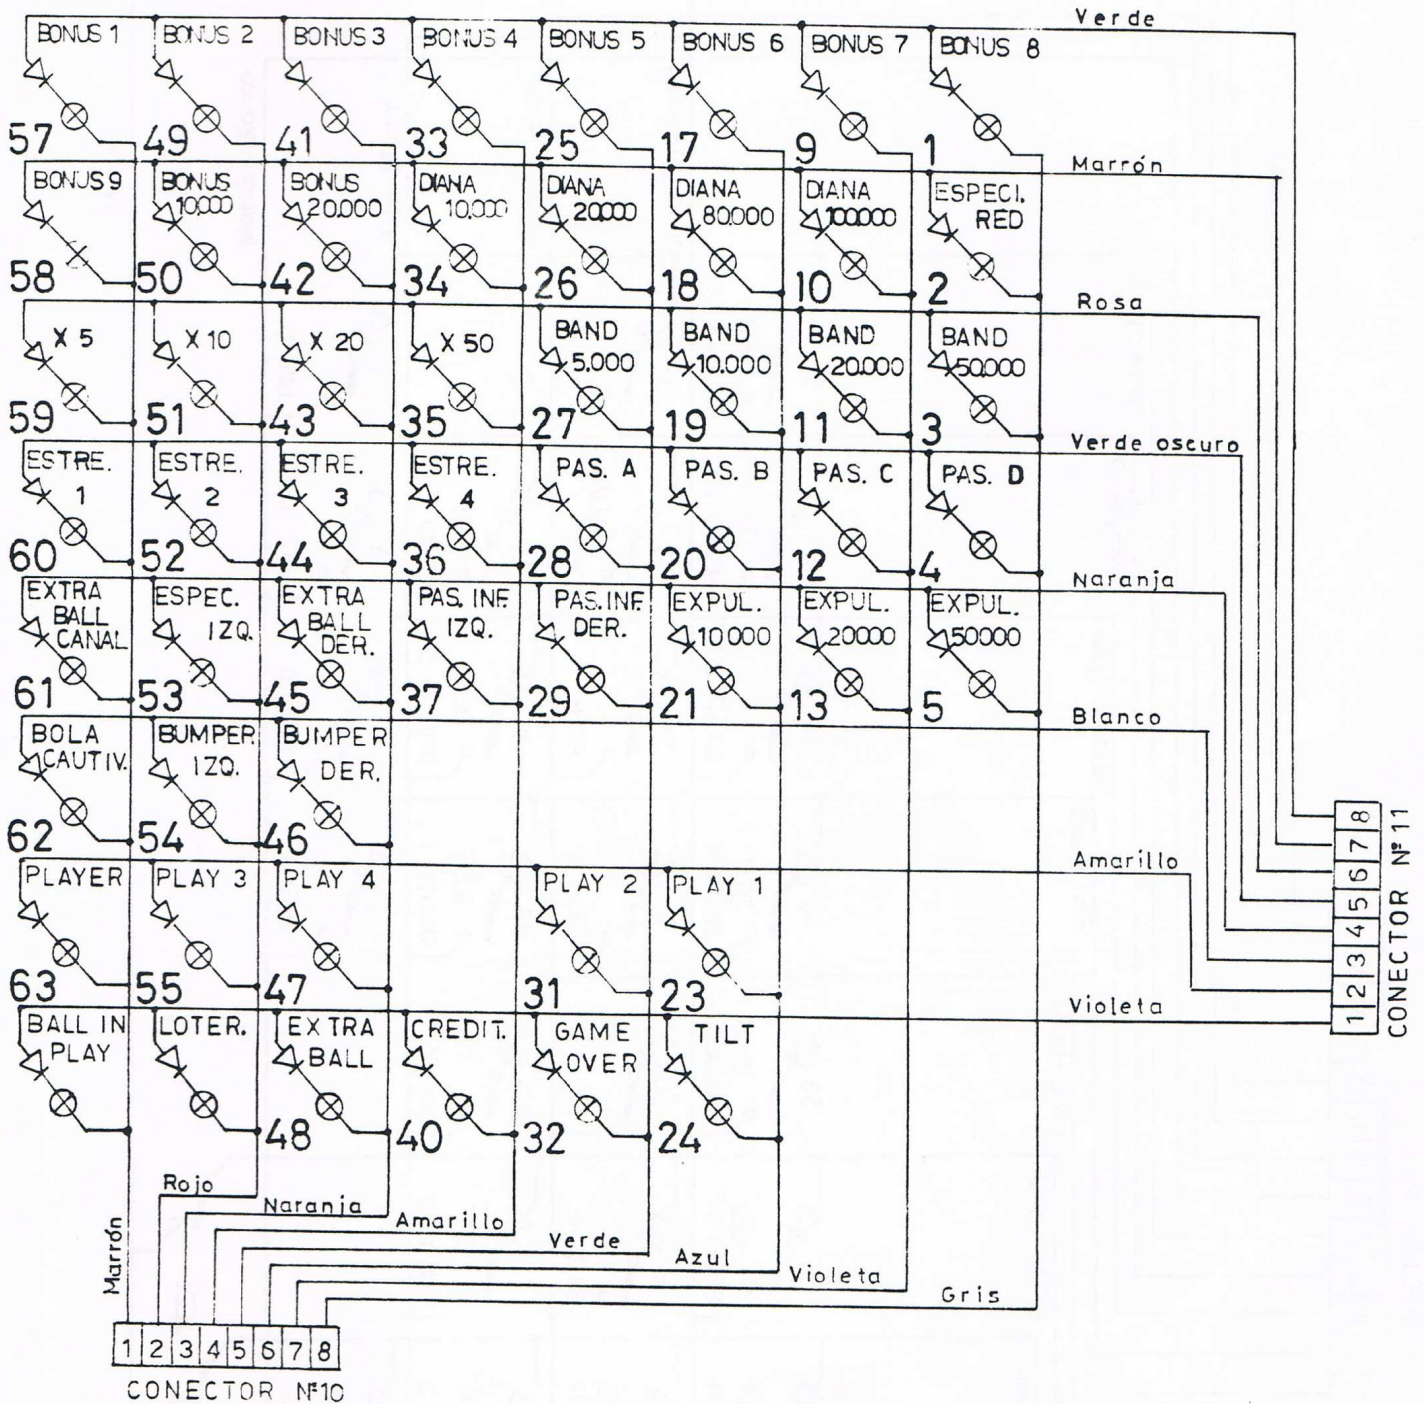 Verde
BONUS 1 BONUS 2 BONUS 3 BONUS 4 BONUS 5 BONUS 6 BONUS 7 BONUS 8
57 49 41 33 25 17 9 1
Marrón
BONUS 9 BONUS DIANA DIANA DIANA DIANA ESPECI.
BONUS 10.000 20.000 10.000 20.000 80.000 100.000 RED
58 50 42 34 26 18 10 2
Rosa
X 5 X 10 X 20 X 50 BAND BAND BAND BAND
5.000 10.000 20.000 50.000
59 51 43 35 27 19 11 3
Verde oscuro
ESTRE. ESTRE. ESTRE. ESTRE. PAS. A PAS. B PAS. C PAS. D
1 2 3 4
60 52 44 36 28 20 12 4
Naranja
EXTRA ESPEC. EXTRA PAS. INF. PAS. INF. EXPUL. EXPUL. EXPUL.
BALL IZQ. BALL IZQ. DER. 10000 20000 50000
CANAL DER.
61 53 45 37 29 21 13 5
Blanco
BOLA BUMPER. BUMPER
CAUTIV. IZQ. DER.
62 54 46
Amarillo
PLAYER PLAY 3 PLAY 4 PLAY 2 PLAY 1
63 55 47 31 23
Violeta
BALL IN LOTER. EXTRA CREDIT. GAME TILT
PLAY BALL OVER
48 40 32 24
8
7
6
5
4
3
2
1
CONECTOR Nº 11
Marrón
Rojo
Naranja
Amarillo
Verde
Azul
Violeta
Gris
1 2 3 4 5 6 7 8
CONECTOR Nº 10